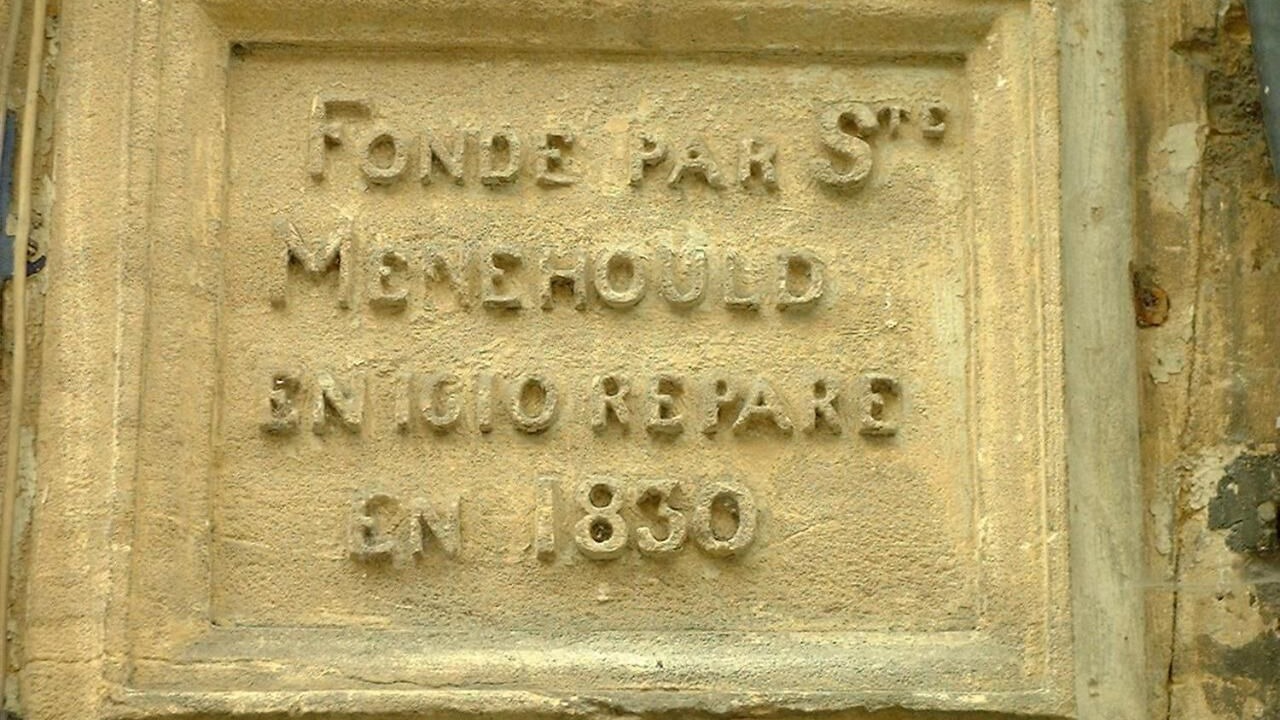 FONDE PAR STE
MENEHOULD
EN 1610 REPARE
EN 1830